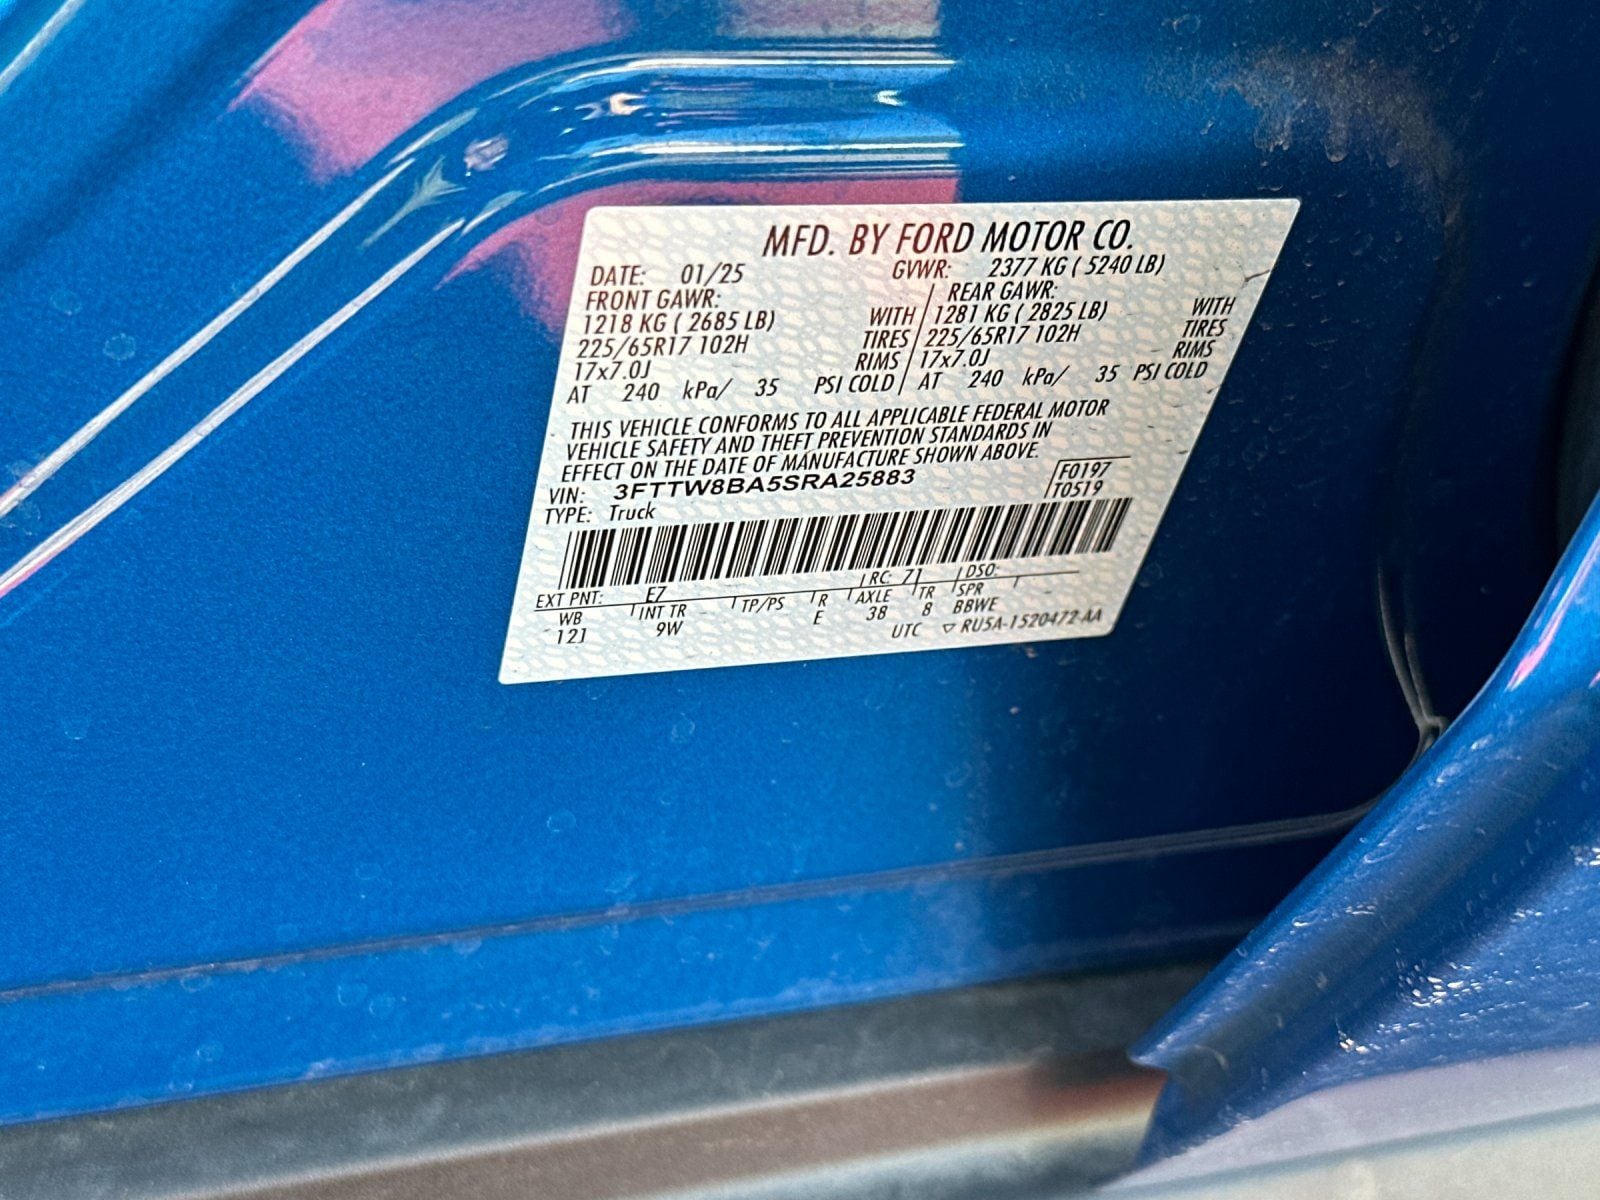 MFD. BY FORD MOTOR CO.
DATE: 01/25 GVWR: 2377 KG ( 5240 LB)
FRONT GAWR: REAR GAWR:
1218 KG ( 2685 LB) WITH 1281 KG ( 2825 LB) WITH
225/65R17 102H TIRES 225/65R17 102H TIRES
17x7.0J RIMS 17x7.0J RIMS
AT 240 kPa/ 35 PSI COLD AT 240 kPa/ 35 PSI COLD
THIS VEHICLE CONFORMS TO ALL APPLICABLE FEDERAL MOTOR
VEHICLE SAFETY AND THEFT PREVENTION STANDARDS IN
EFFECT ON THE DATE OF MANUFACTURE SHOWN ABOVE.
VIN: 3FTTW8BA5SRA25883 F0197
TYPE: Truck T0519
EXT PNT: E7 RC: 71 DSO:
WB INT TR TP/PS R AXLE TR SPR
121 9W E 38 8 BBWE
UTC ▽ RU5A-1520472-AA